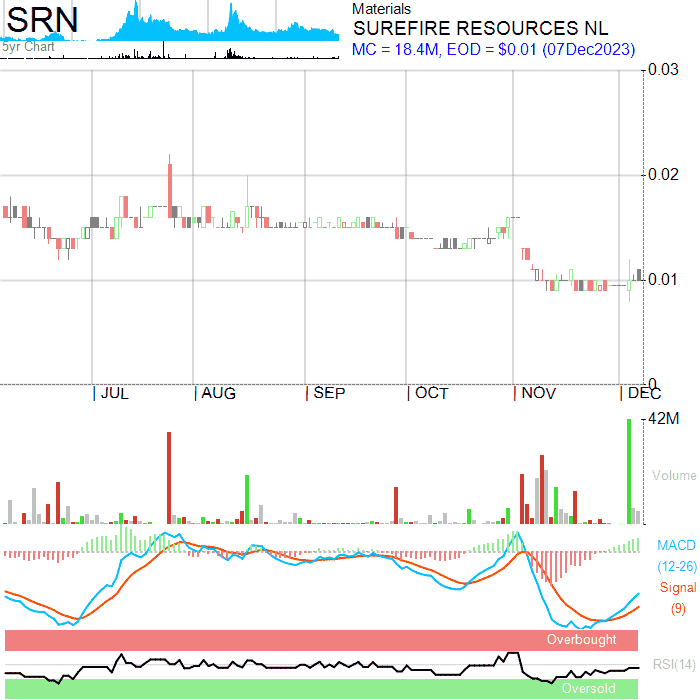 SRN
5yr Chart
Materials
SUREFIRE RESOURCES NL
MC = 18.4M, EOD = $0.01 (07Dec2023)
0.03
0.02
0.01
0
JUL AUG SEP OCT NOV DEC
42M
Volume
MACD
(12-26)
Signal
(9)
Overbought
RSI(14)
Oversold